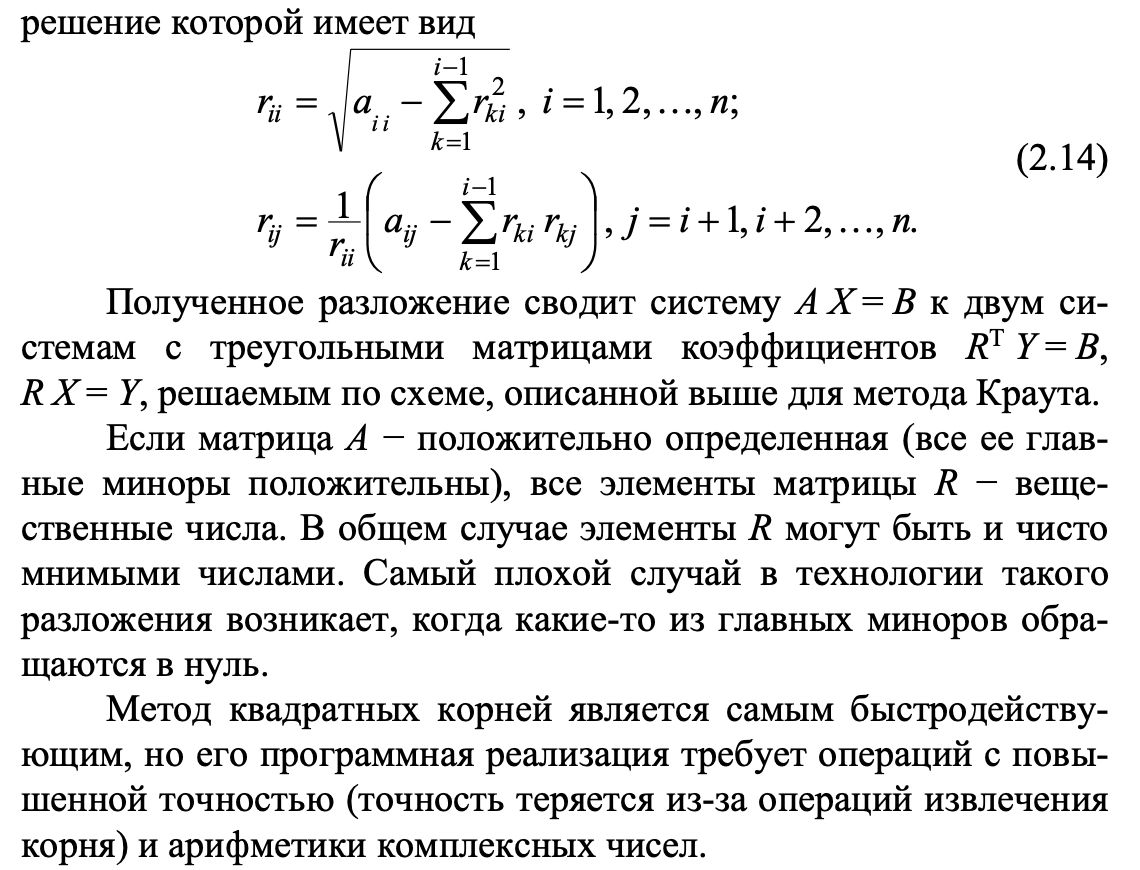 решение которой имеет вид
r_{ii} = \sqrt{a_{ii} − \sum_{k=1}^{i−1} r_{ki}^2}, i = 1, 2, …, n;
(2.14)
r_{ij} = \frac{1}{r_{ii}} \left( a_{ij} − \sum_{k=1}^{i−1} r_{ki} r_{kj} \right), j = i + 1, i + 2, …, n.
Полученное разложение сводит систему A X = B к двум си-
стемам с треугольными матрицами коэффициентов R^T Y = B,
R X = Y, решаемым по схеме, описанной выше для метода Краута.
Если матрица A − положительно определенная (все ее глав-
ные миноры положительны), все элементы матрицы R − веще-
ственные числа. В общем случае элементы R могут быть и чисто
мнимыми числами. Самый плохой случай в технологии такого
разложения возникает, когда какие-то из главных миноров обра-
щаются в нуль.
Метод квадратных корней является самым быстродейству-
ющим, но его программная реализация требует операций с повы-
шенной точностью (точность теряется из-за операций извлечения
корня) и арифметики комплексных чисел.